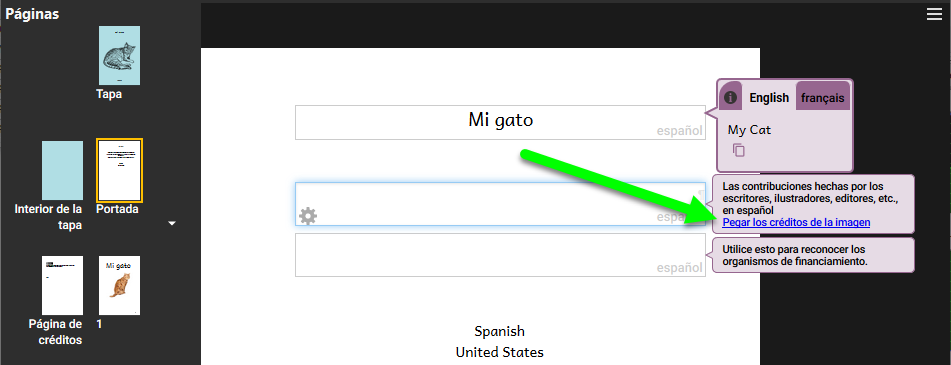 Páginas
Tapa
Interior de la
tapa
Portada
Página de
créditos
Mi gato
1
Mi gato
español
español
español
Spanish
United States
English
français
My Cat
Las contribuciones hechas por los
escritores, ilustradores, editores, etc.,
en español
Pegar los créditos de la imagen
Utilice esto para reconocer los
organismos de financiamiento.